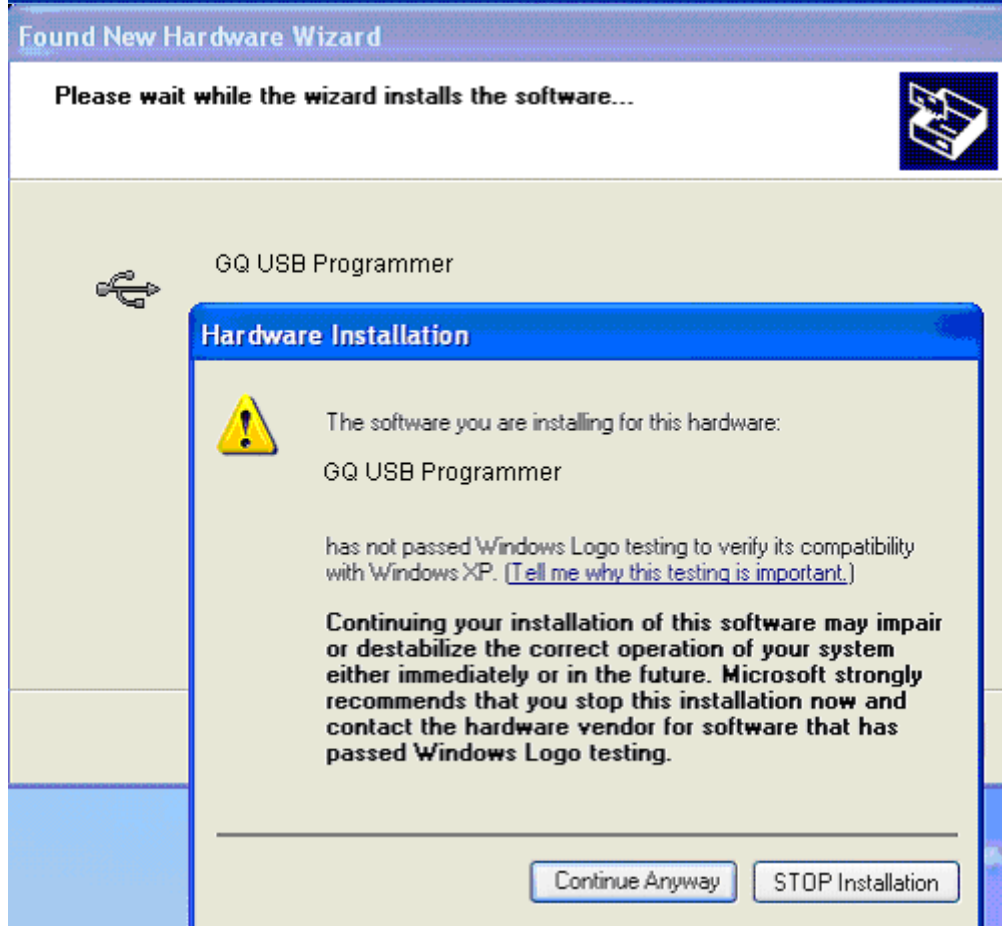 Found New Hardware Wizard
Please wait while the wizard installs the software...
GQ USB Programmer
Hardware Installation
The software you are installing for this hardware:
GQ USB Programmer
has not passed Windows Logo testing to verify its compatibility
with Windows XP. (Tell me why this testing is important.)
Continuing your installation of this software may impair
or destabilize the correct operation of your system
either immediately or in the future. Microsoft strongly
recommends that you stop this installation now and
contact the hardware vendor for software that has
passed Windows Logo testing.
Continue Anyway
STOP Installation